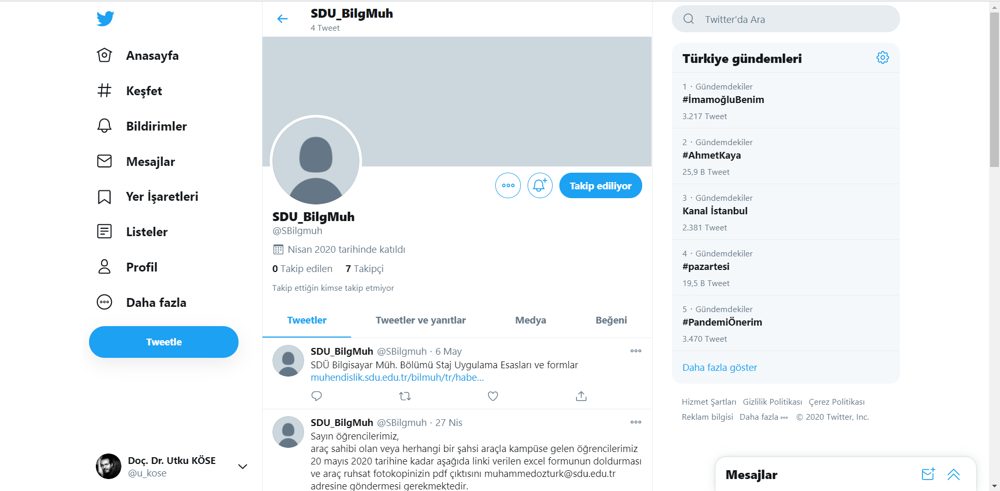 Anasayfa
Keşfet
Bildirimler
Mesajlar
Yer İşaretleri
Listeler
Profil
Daha fazla
Tweetle
Doç. Dr. Utku KÖSE
@u_kose
SDU_BilgMuh
4 Tweet
Takip ediliyor
SDU_BilgMuh
@SBilgmuh
Nisan 2020 tarihinde katıldı
0 Takip edilen 7 Takipçi
Takip ettiğin kimse takip etmiyor
Tweetler Tweetler ve yanıtlar Medya Beğeni
SDU_BilgMuh @SBilgmuh · 6 May
SDÜ Bilgisayar Müh. Bölümü Staj Uygulama Esasları ve formlar
muhendislik.sdu.edu.tr/bilmuh/tr/habe...
SDU_BilgMuh @SBilgmuh · 27 Nis
Sayın öğrencilerimiz,
araç sahibi olan veya herhangi bir şahsi araçla kampüse gelen öğrencilerimiz
20 mayıs 2020 tarihine kadar aşağıda linki verilen excel formunun doldurması
ve araç ruhsat fotokopinizin pdf çıktısını muhammedozturk@sdu.edu.tr
adresine göndermesi gerekmektedir.
Twitter'da Ara
Türkiye gündemleri
1 · Gündemdekiler
#İmamoğluBenim
3.217 Tweet
2 · Gündemdekiler
#AhmetKaya
25,9 B Tweet
3 · Gündemdekiler
Kanal İstanbul
2.381 Tweet
4 · Gündemdekiler
#pazartesi
19,5 B Tweet
5 · Gündemdekiler
#PandemiÖnerim
3.470 Tweet
Daha fazla göster
Hizmet Şartları Gizlilik Politikası Çerez Politikası
Reklam bilgisi Daha fazla © 2020 Twitter, Inc.
Mesajlar